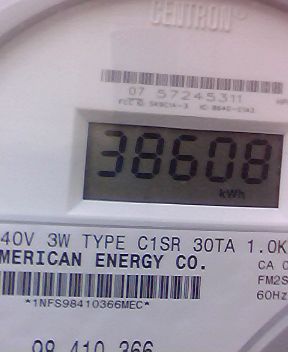 CENTRON®
07 57245311
38608
kWh
40V 3W TYPE C1SR 30TA 1.0K
MERICAN ENERGY CO.
CA 0
FM2S
60Hz
*1NFS98410366MEC*
98 410 366